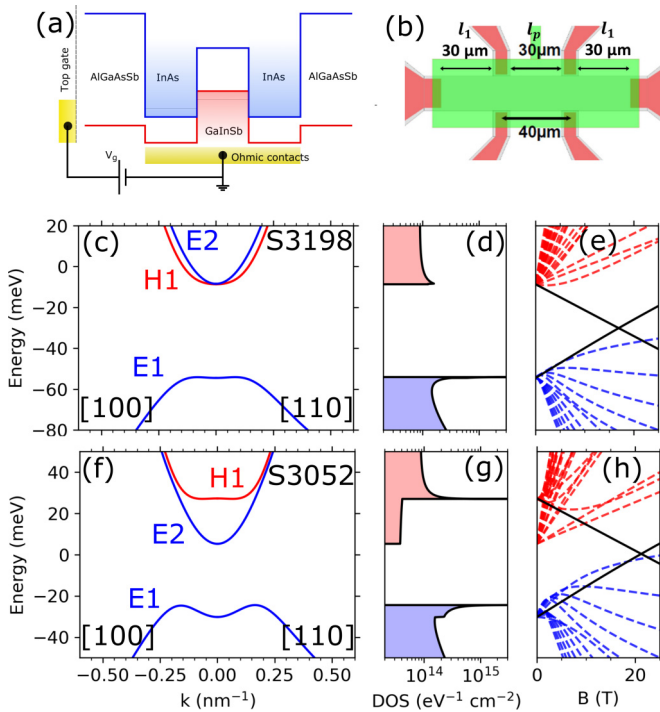 (a)
Top gate
AlGaAsSb
InAs
InAs
AlGaAsSb
GaInSb
Ohmic contacts
V_g
(b)
l_1 l_p l_1
30 μm 30μm 30 μm
40μm
(c) E2 S3198
H1
E1
[100] [110]
20
0
−20
−40
−60
−80
Energy (meV)
(d)
(e)
(f) H1 S3052
E2
E1
[100] [110]
40
20
0
−20
−40
Energy (meV)
−0.50 −0.25 0.00 0.25 0.50
k (nm⁻¹)
(g)
10¹⁴ 10¹⁵
DOS (eV⁻¹ cm⁻²)
(h)
0 10 20
B (T)